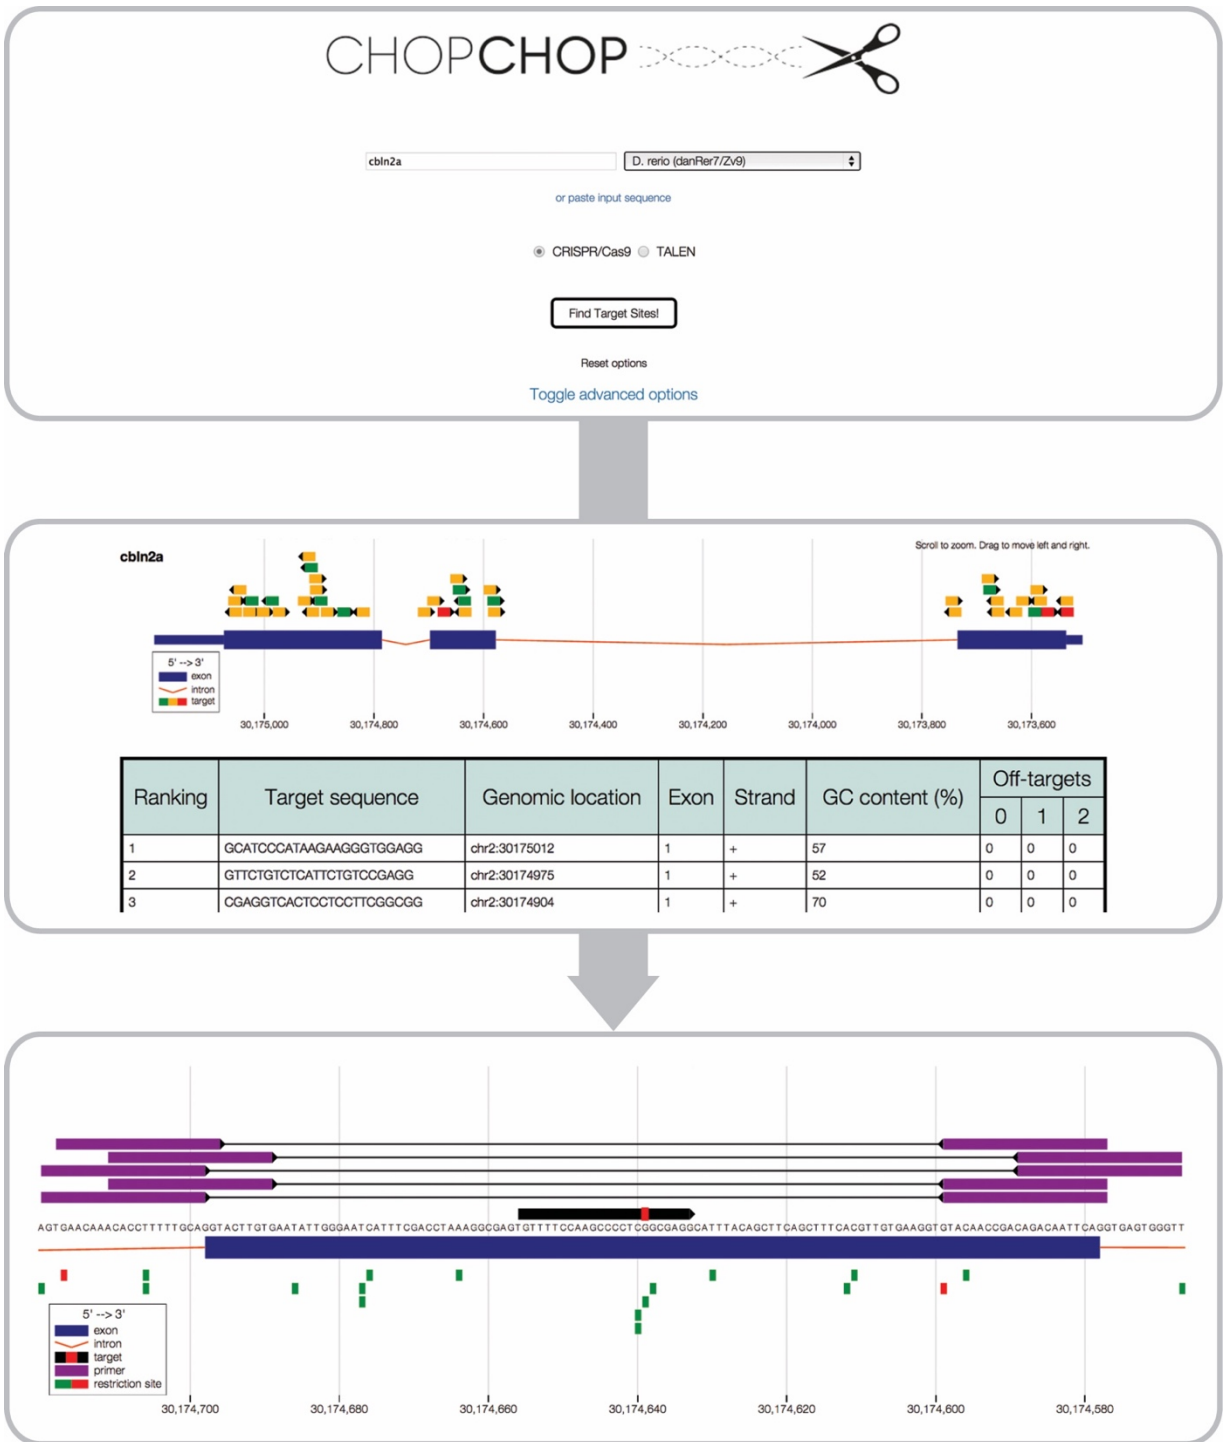 CHOPCHOP
cbln2a
D. rerio (danRer7/Zv9)
or paste input sequence
CRISPR/Cas9 TALEN
Find Target Sites!
Reset options
Toggle advanced options
cbln2a
Scroll to zoom. Drag to move left and right.
5' --> 3'
exon
intron
target
30,175,000 30,174,800 30,174,600 30,174,400 30,174,200 30,174,000 30,173,800 30,173,600
Ranking Target sequence Genomic location Exon Strand GC content (%) Off-targets
0 1 2
1 GCATCCCATAAGAAGGGTGGAGG chr2:30175012 1 + 57 0 0 0
2 GTTCTGTCTCATTCTGTCCGAGG chr2:30174975 1 + 52 0 0 0
3 CGAGGTCACTCCTCCTTCGGCGG chr2:30174904 1 + 70 0 0 0
AGTGAACAAACACCTTTTTGCAGGTACTTGTGAATATTGGGAATCATTTCGACCTAAAGGCGAGTGTTTTCCAAGCCCCTCGGCGAGGCATTTACAGCTTCAGCTTTCACGTTGTGAAGGTGTACAACCGACAGACAATTCAGGTGAGTGGGTT
5' --> 3'
exon
intron
target
primer
restriction site
30,174,700 30,174,680 30,174,660 30,174,640 30,174,620 30,174,600 30,174,580